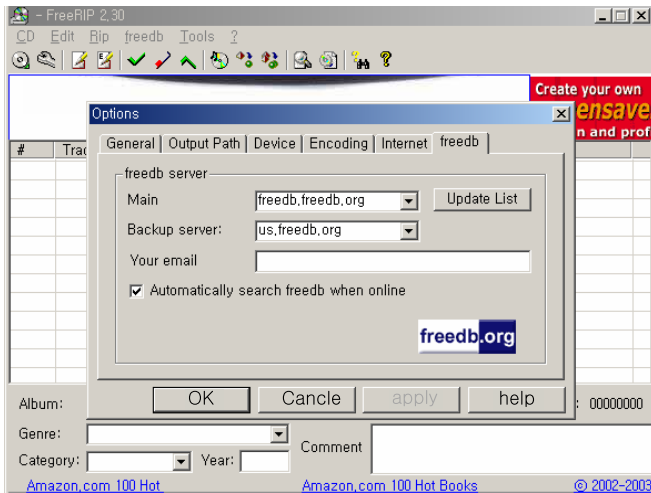 – FreeRIP 2,30
CD Edit Rip freedb Tools ?
Create your own
ensave
n and prof
Options
General Output Path Device Encoding Internet freedb
# Trac
freedb server
Main freedb,freedb,org Update List
Backup server: us,freedb,org
Your email
Automatically search freedb when online
freedb.org
OK Cancle apply help
Album: : 00000000
Genre:
Comment
Category: Year:
Amazon,com 100 Hot Amazon,com 100 Hot Books © 2002-2003